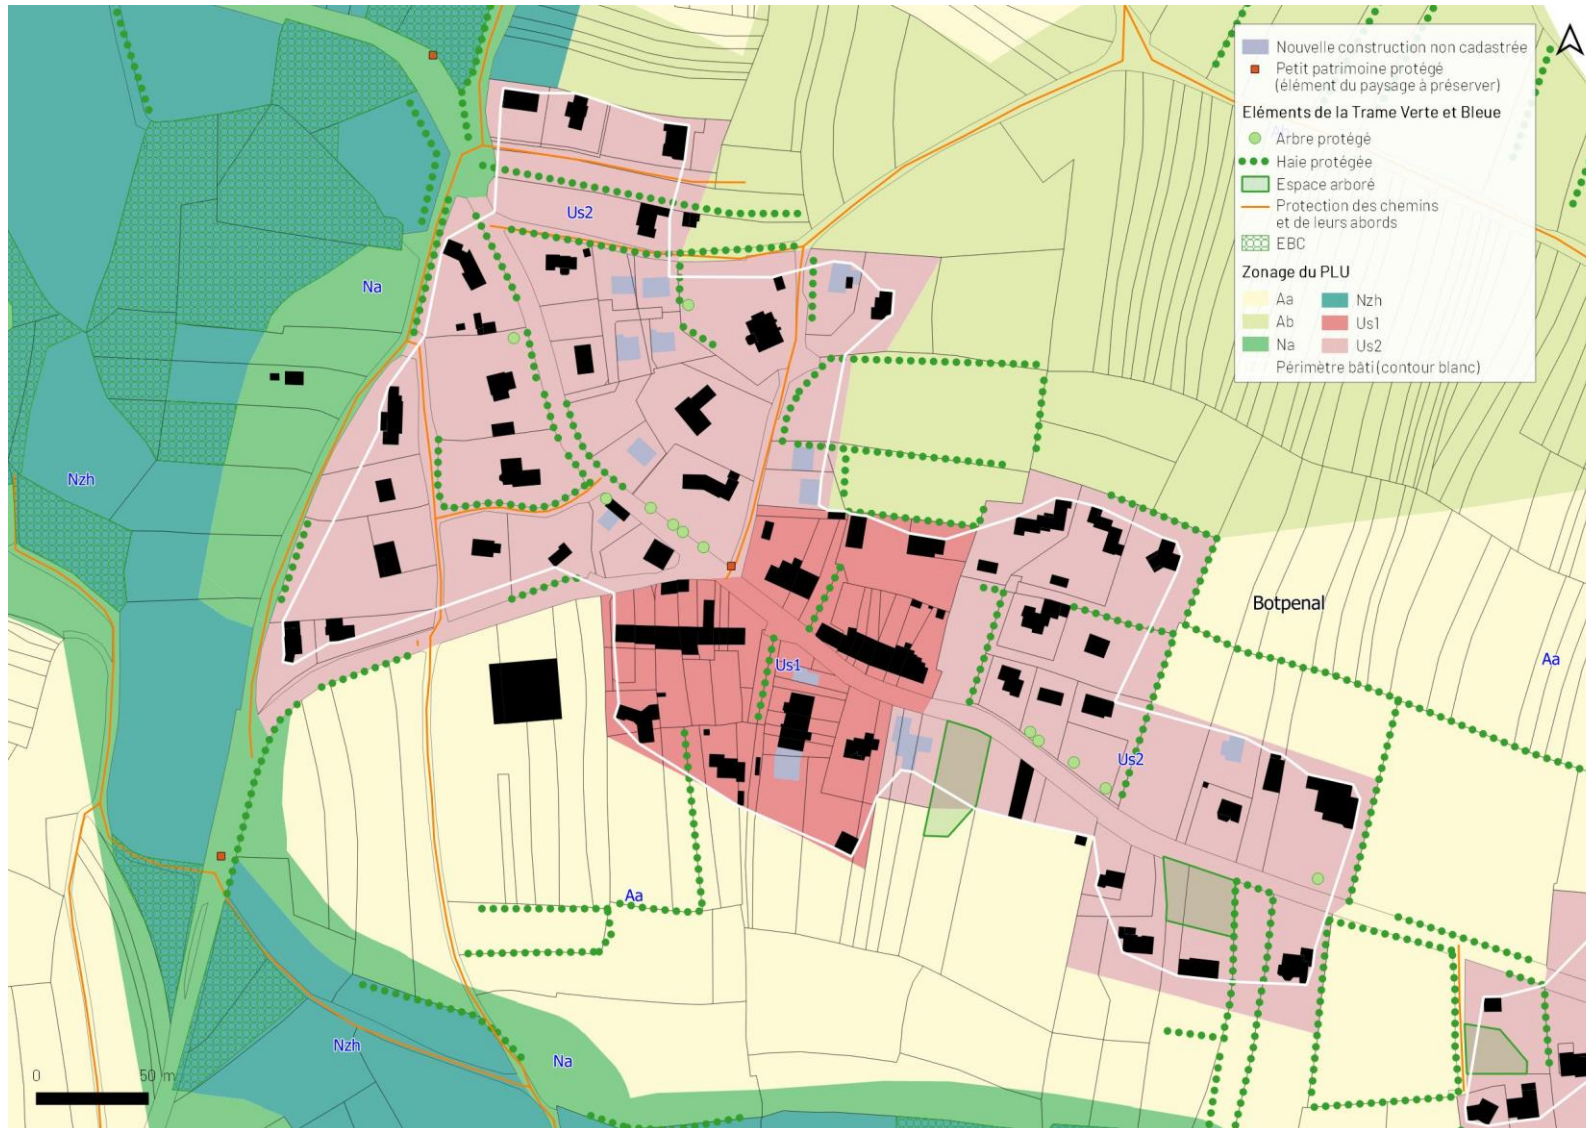 Nouvelle construction non cadastrée
Petit patrimoine protégé
(élément du paysage à préserver)
Eléments de la Trame Verte et Bleue
Arbre protégé
Haie protégée
Espace arboré
Protection des chemins
et de leurs abords
EBC
Zonage du PLU
Aa Nzh
Ab Us1
Na Us2
Périmètre bâti (contour blanc)
Us2
Na
Nzh
Botpenal
Aa
Us1
Us2
Aa
Nzh
Na
0 50 m